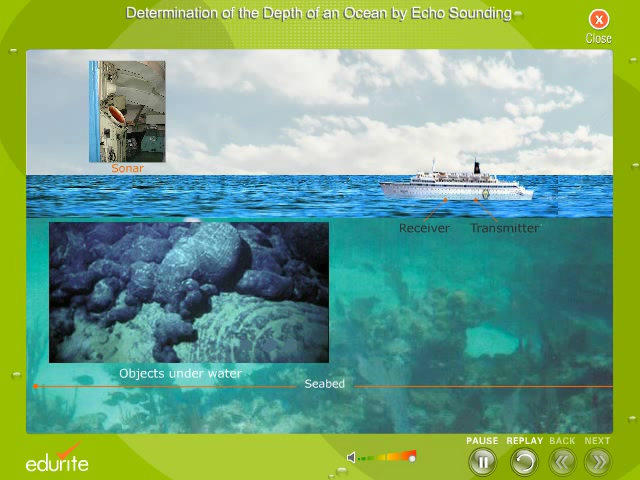 Determination of the Depth of an Ocean by Echo Sounding
x
Close
Sonar
Receiver Transmitter
Objects under water
Seabed
PAUSE REPLAY BACK NEXT
edurite